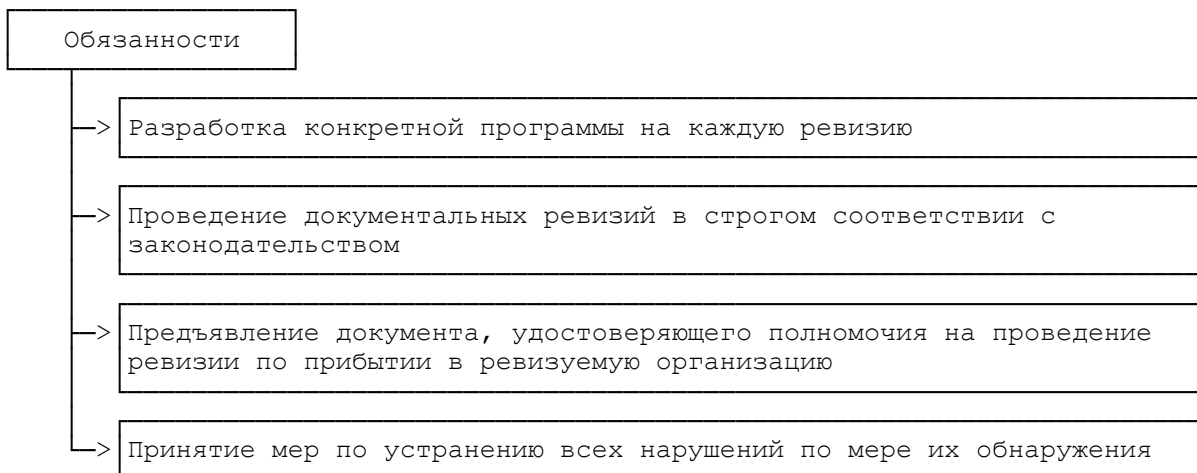 Обязанности
Разработка конкретной программы на каждую ревизию
Проведение документальных ревизий в строгом соответствии с
законодательством
Предъявление документа, удостоверяющего полномочия на проведение
ревизии по прибытии в ревизуемую организацию
Принятие мер по устранению всех нарушений по мере их обнаружения